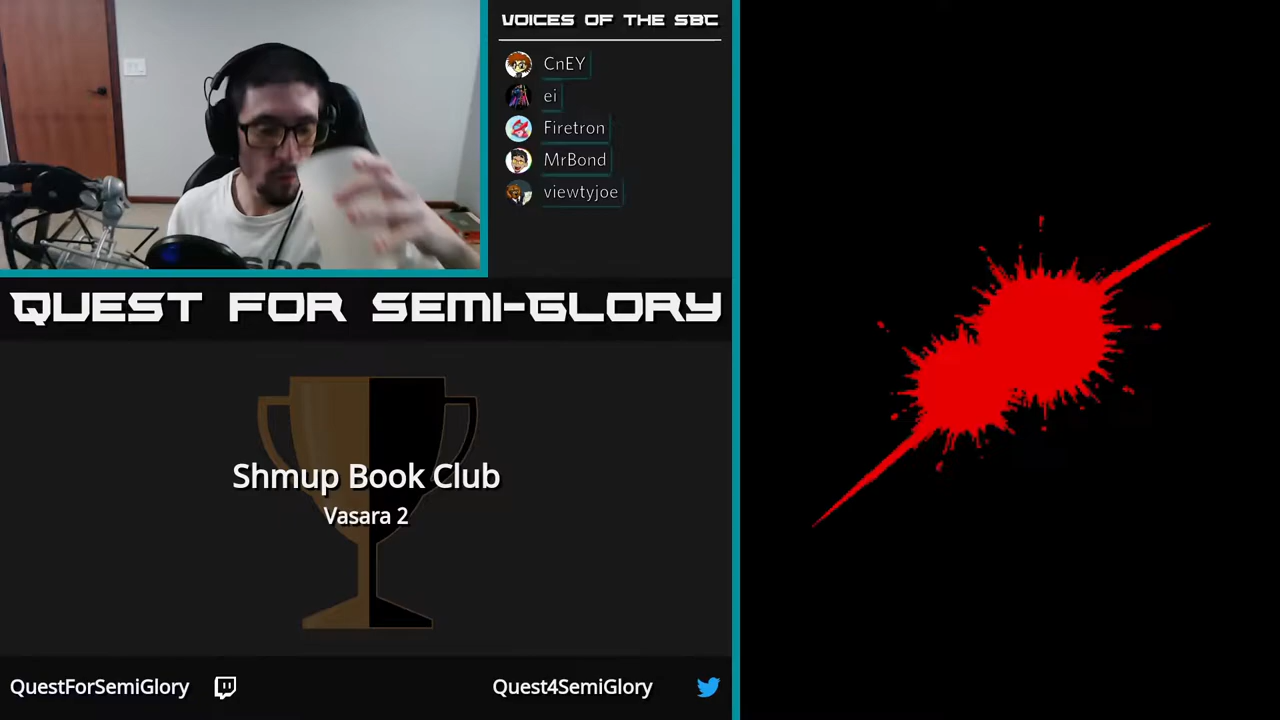 VOICES OF THE SBC
CnEY
ei
Firetron
MrBond
viewtyjoe
QUEST FOR SEMI-GLORY
Shmup Book Club
Vasara 2
QuestForSemiGlory
Quest4SemiGlory